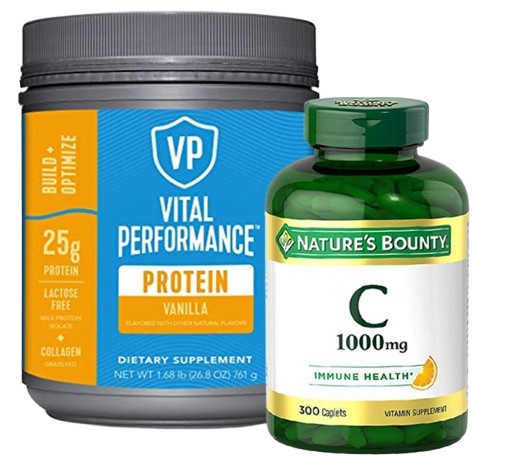 VP
VITAL
PERFORMANCE™
PROTEIN
VANILLA
FLAVORED WITH OTHER NATURAL FLAVORS
DIETARY SUPPLEMENT
NET WT 1.68 lb (26.8 OZ) 761 g
BUILD +
OPTIMIZE
25g
PROTEIN
LACTOSE
FREE
MILK PROTEIN
ISOLATE
+
COLLAGEN
GRASS FED
NATURE'S BOUNTY®
C
1000mg
IMMUNE HEALTH*
300 Caplets
VITAMIN SUPPLEMENT